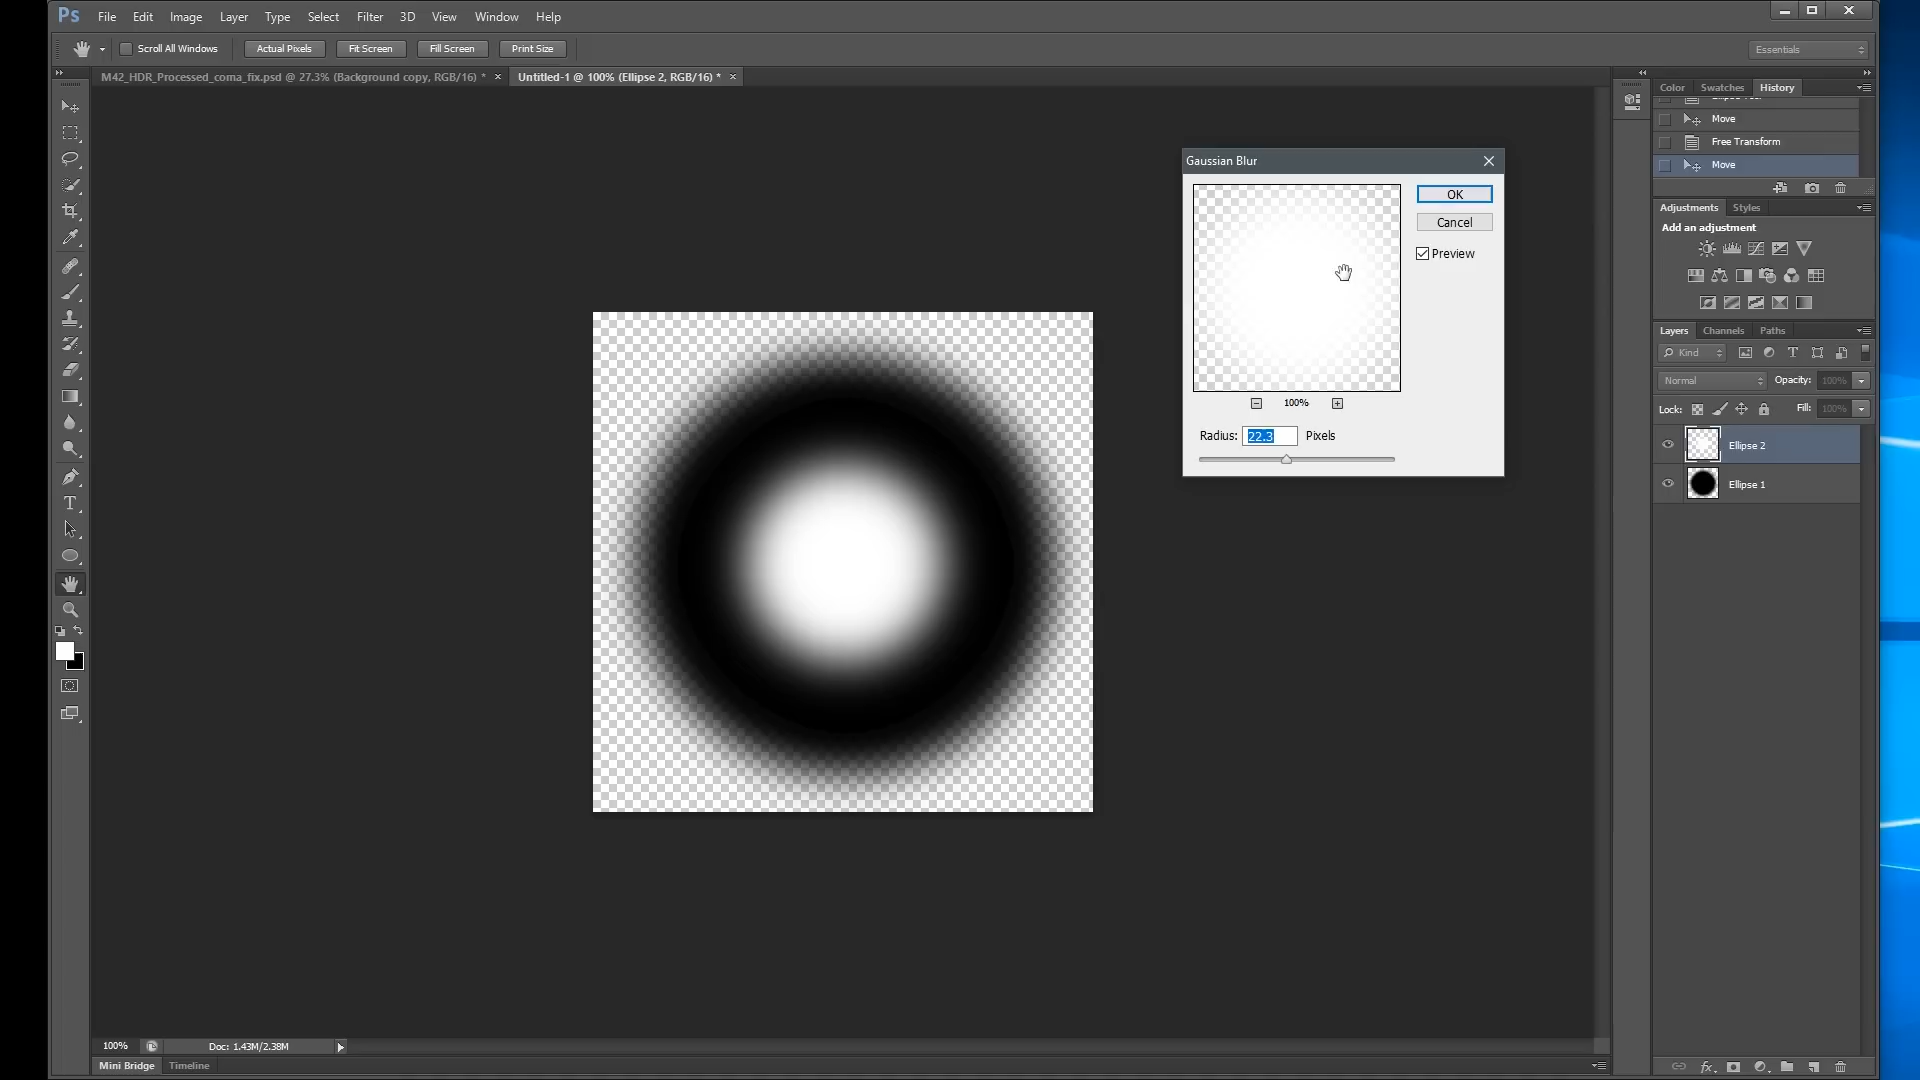 Ps File Edit Image Layer Type Select Filter 3D View Window Help
Scroll All Windows Actual Pixels Fit Screen Fill Screen Print Size Essentials
M42_HDR_Processed_coma_fix.psd @ 27.3% (Background copy, RGB/16) * × Untitled-1 @ 100% (Ellipse 2, RGB/16) * ×
Color Swatches History
Move
Free Transform
Move
Adjustments Styles
Add an adjustment
Gaussian Blur
OK
Cancel
Preview
100%
Radius: 22.3 Pixels
Layers Channels Paths
Kind
Normal Opacity: 100%
Lock: Fill: 100%
Ellipse 2
Ellipse 1
100% Doc: 1.43M/2.38M
Mini Bridge Timeline